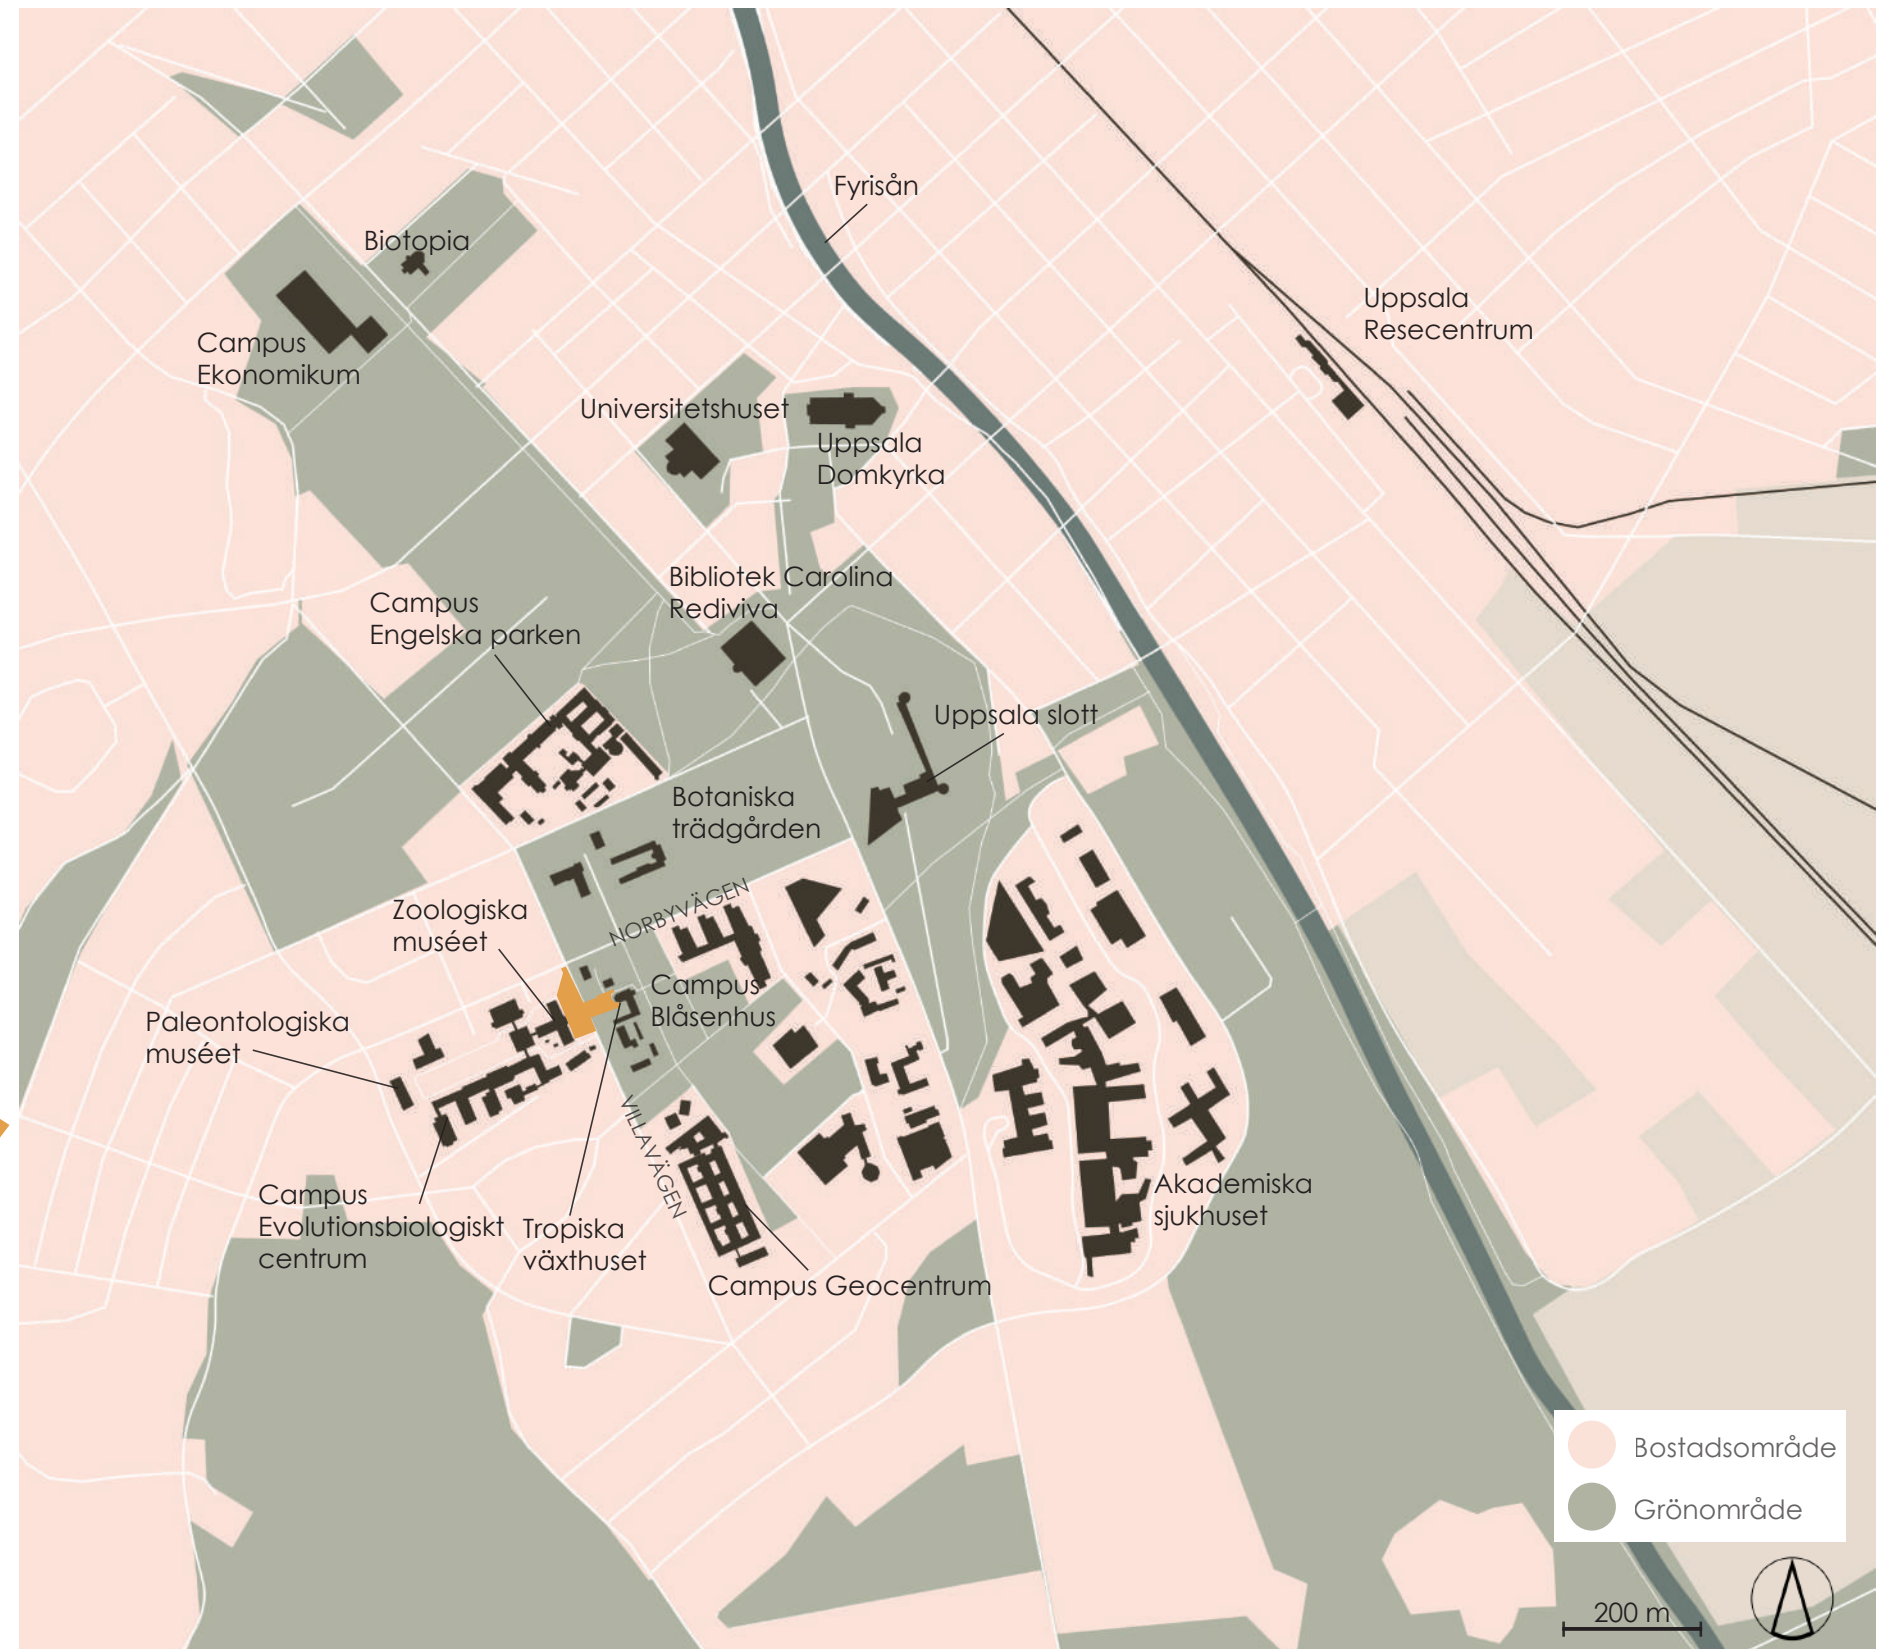 Fyrisån
Biotopia
Uppsala
Resecentrum
Campus
Ekonomikum
Universitetshuset
Uppsala
Domkyrka
Bibliotek Carolina
Rediviva
Campus
Engelska parken
Uppsala slott
Botaniska
trädgården
NORBYVÄGEN
Zoologiska
muséet
Campus
Blåsenhus
Paleontologiska
muséet
VILLAVÄGEN
Akademiska
sjukhuset
Campus
Evolutionsbiologiskt
centrum
Tropiska
växthuset
Campus Geocentrum
Bostadsområde
Grönområde
200 m